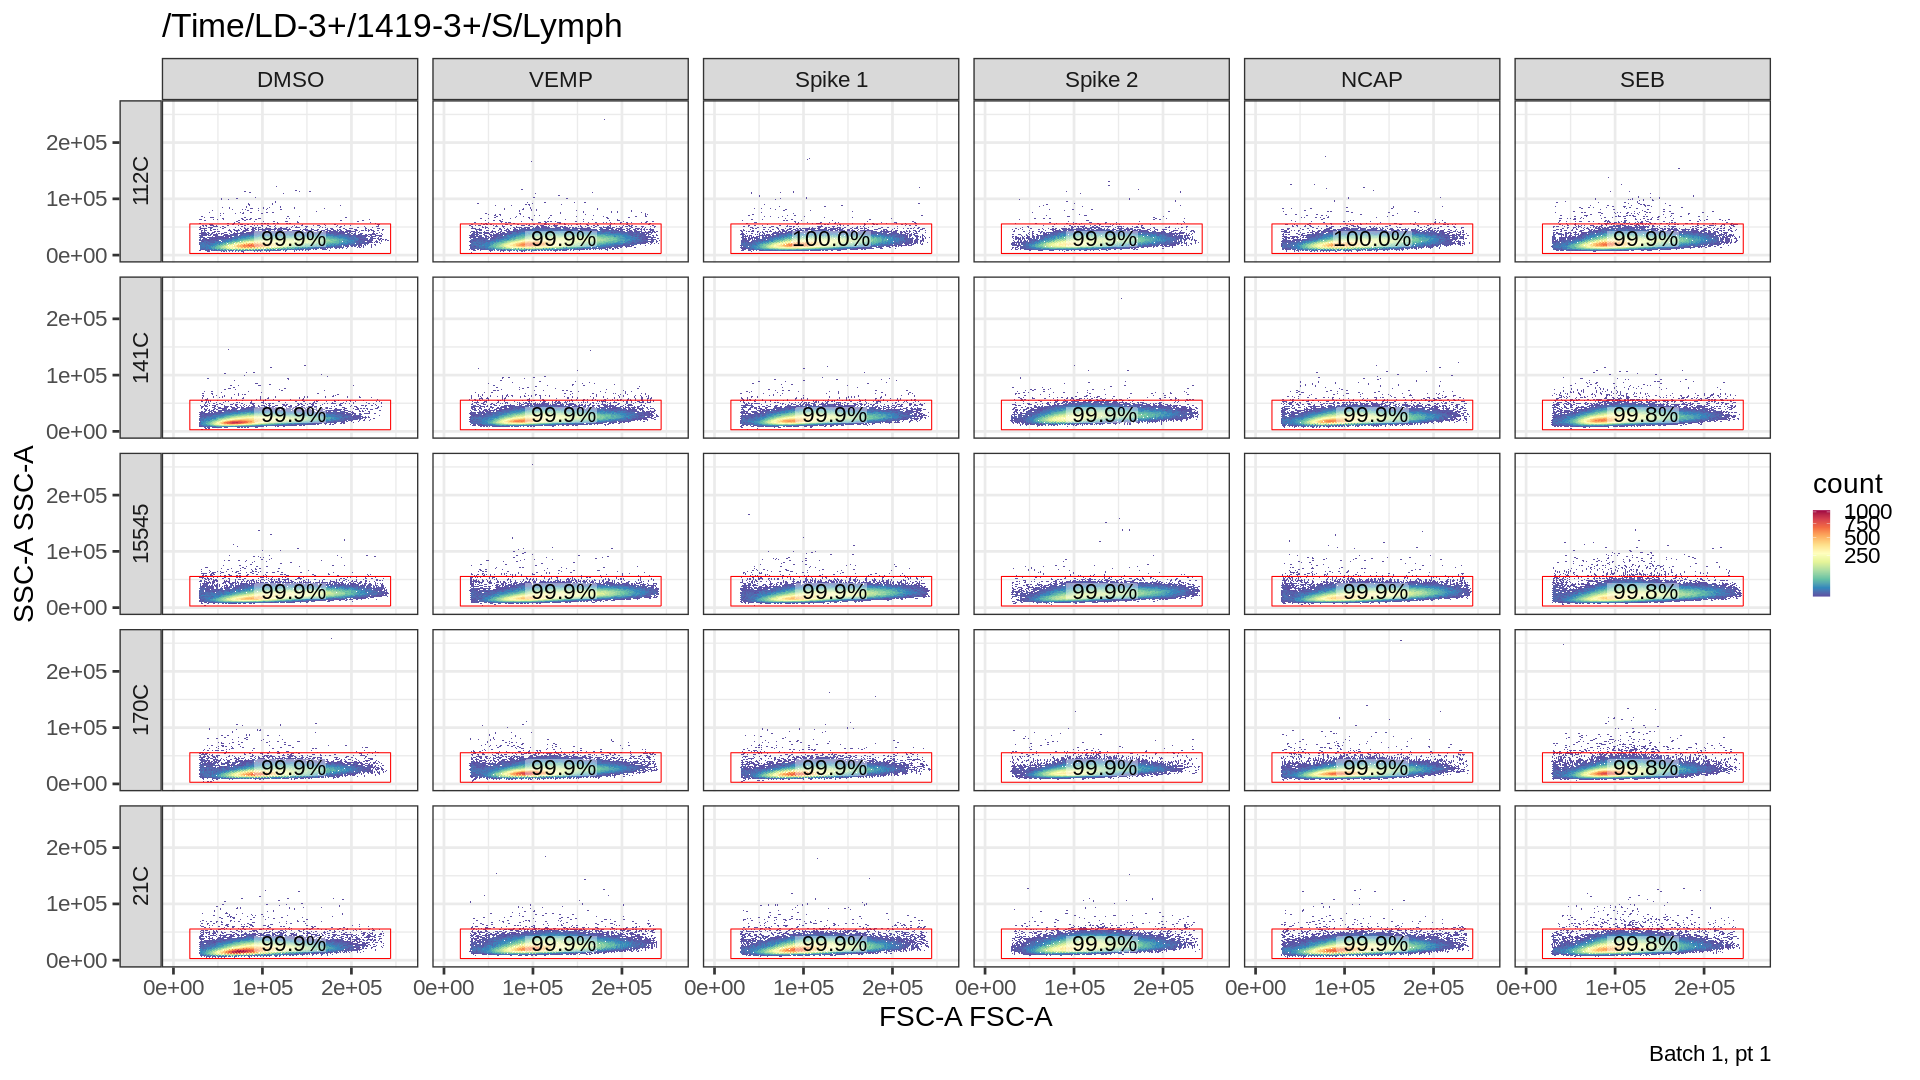 /Time/LD-3+/1419-3+/S/Lymph
DMSO VEMP Spike 1 Spike 2 NCAP SEB
2e+05
1e+05
0e+00
112C
99.9% 99.9% 100.0% 99.9% 100.0% 99.9%
2e+05
1e+05
0e+00
141C
99.9% 99.9% 99.9% 99.9% 99.9% 99.8%
2e+05
1e+05
0e+00
15545
99.9% 99.9% 99.9% 99.9% 99.9% 99.8%
2e+05
1e+05
0e+00
170C
99.9% 99.9% 99.9% 99.9% 99.9% 99.8%
2e+05
1e+05
0e+00
21C
99.9% 99.9% 99.9% 99.9% 99.9% 99.8%
0e+00 1e+05 2e+05 0e+00 1e+05 2e+05 0e+00 1e+05 2e+05 0e+00 1e+05 2e+05 0e+00 1e+05 2e+05 0e+00 1e+05 2e+05
FSC-A FSC-A
SSC-A SSC-A
count
1000
750
500
250
Batch 1, pt 1